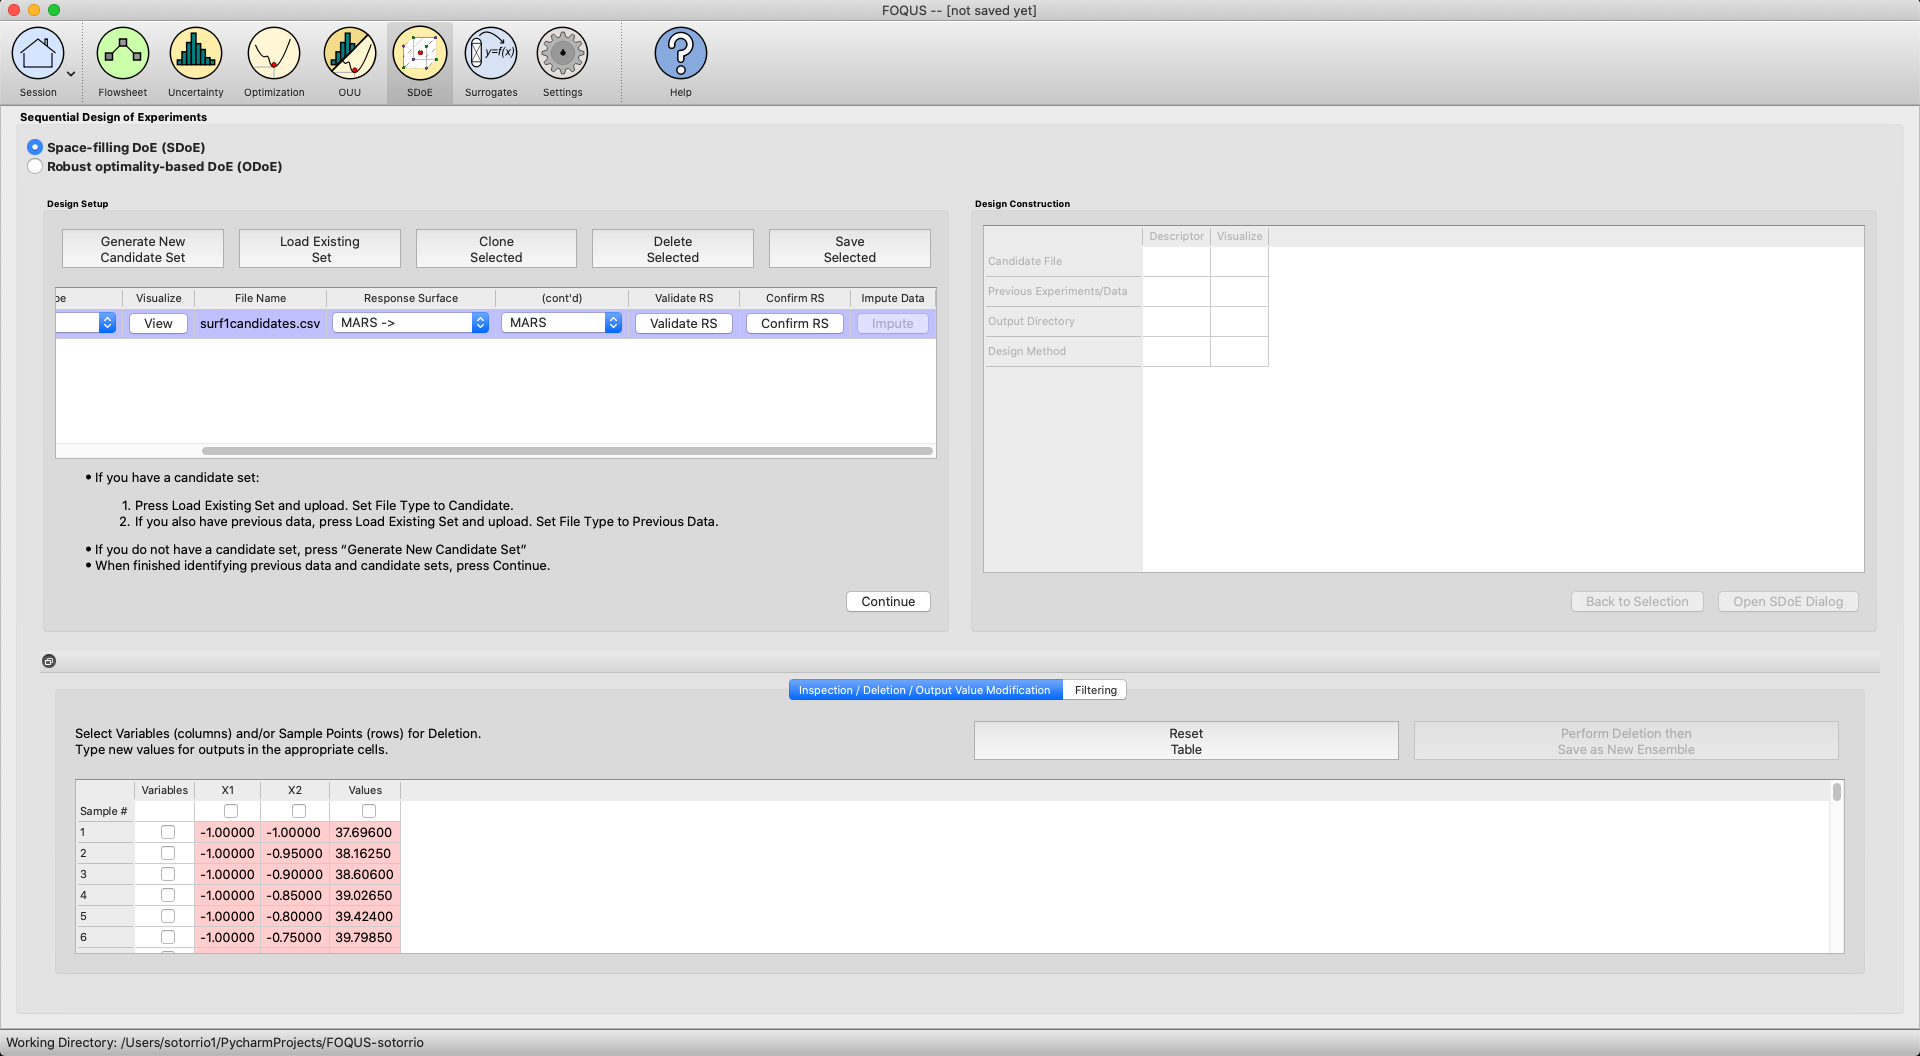 FOQUS -- [not saved yet]
y=f(x)
Session
Flowsheet
Uncertainty
Optimization
OUU
SDoE
Surrogates
Settings
Help
Sequential Design of Experiments
Space-filling DoE (SDoE)
Robust optimality-based DoE (ODoE)
Design Setup
Generate New
Candidate Set
Load Existing
Set
Clone
Selected
Delete
Selected
Save
Selected
pe Visualize File Name Response Surface (cont'd) Validate RS Confirm RS Impute Data
View surf1candidates.csv MARS -> MARS Validate RS Confirm RS Impute
• If you have a candidate set:
1. Press Load Existing Set and upload. Set File Type to Candidate.
2. If you also have previous data, press Load Existing Set and upload. Set File Type to Previous Data.
• If you do not have a candidate set, press “Generate New Candidate Set”
• When finished identifying previous data and candidate sets, press Continue.
Continue
Design Construction
Descriptor Visualize
Candidate File
Previous Experiments/Data
Output Directory
Design Method
Back to Selection
Open SDoE Dialog
Inspection / Deletion / Output Value Modification
Filtering
Select Variables (columns) and/or Sample Points (rows) for Deletion.
Type new values for outputs in the appropriate cells.
Reset
Table
Perform Deletion then
Save as New Ensemble
Variables X1 X2 Values
Sample #
1 -1.00000 -1.00000 37.69600
2 -1.00000 -0.95000 38.16250
3 -1.00000 -0.90000 38.60600
4 -1.00000 -0.85000 39.02650
5 -1.00000 -0.80000 39.42400
6 -1.00000 -0.75000 39.79850
Working Directory: /Users/sotorrio1/PycharmProjects/FOQUS-sotorrio